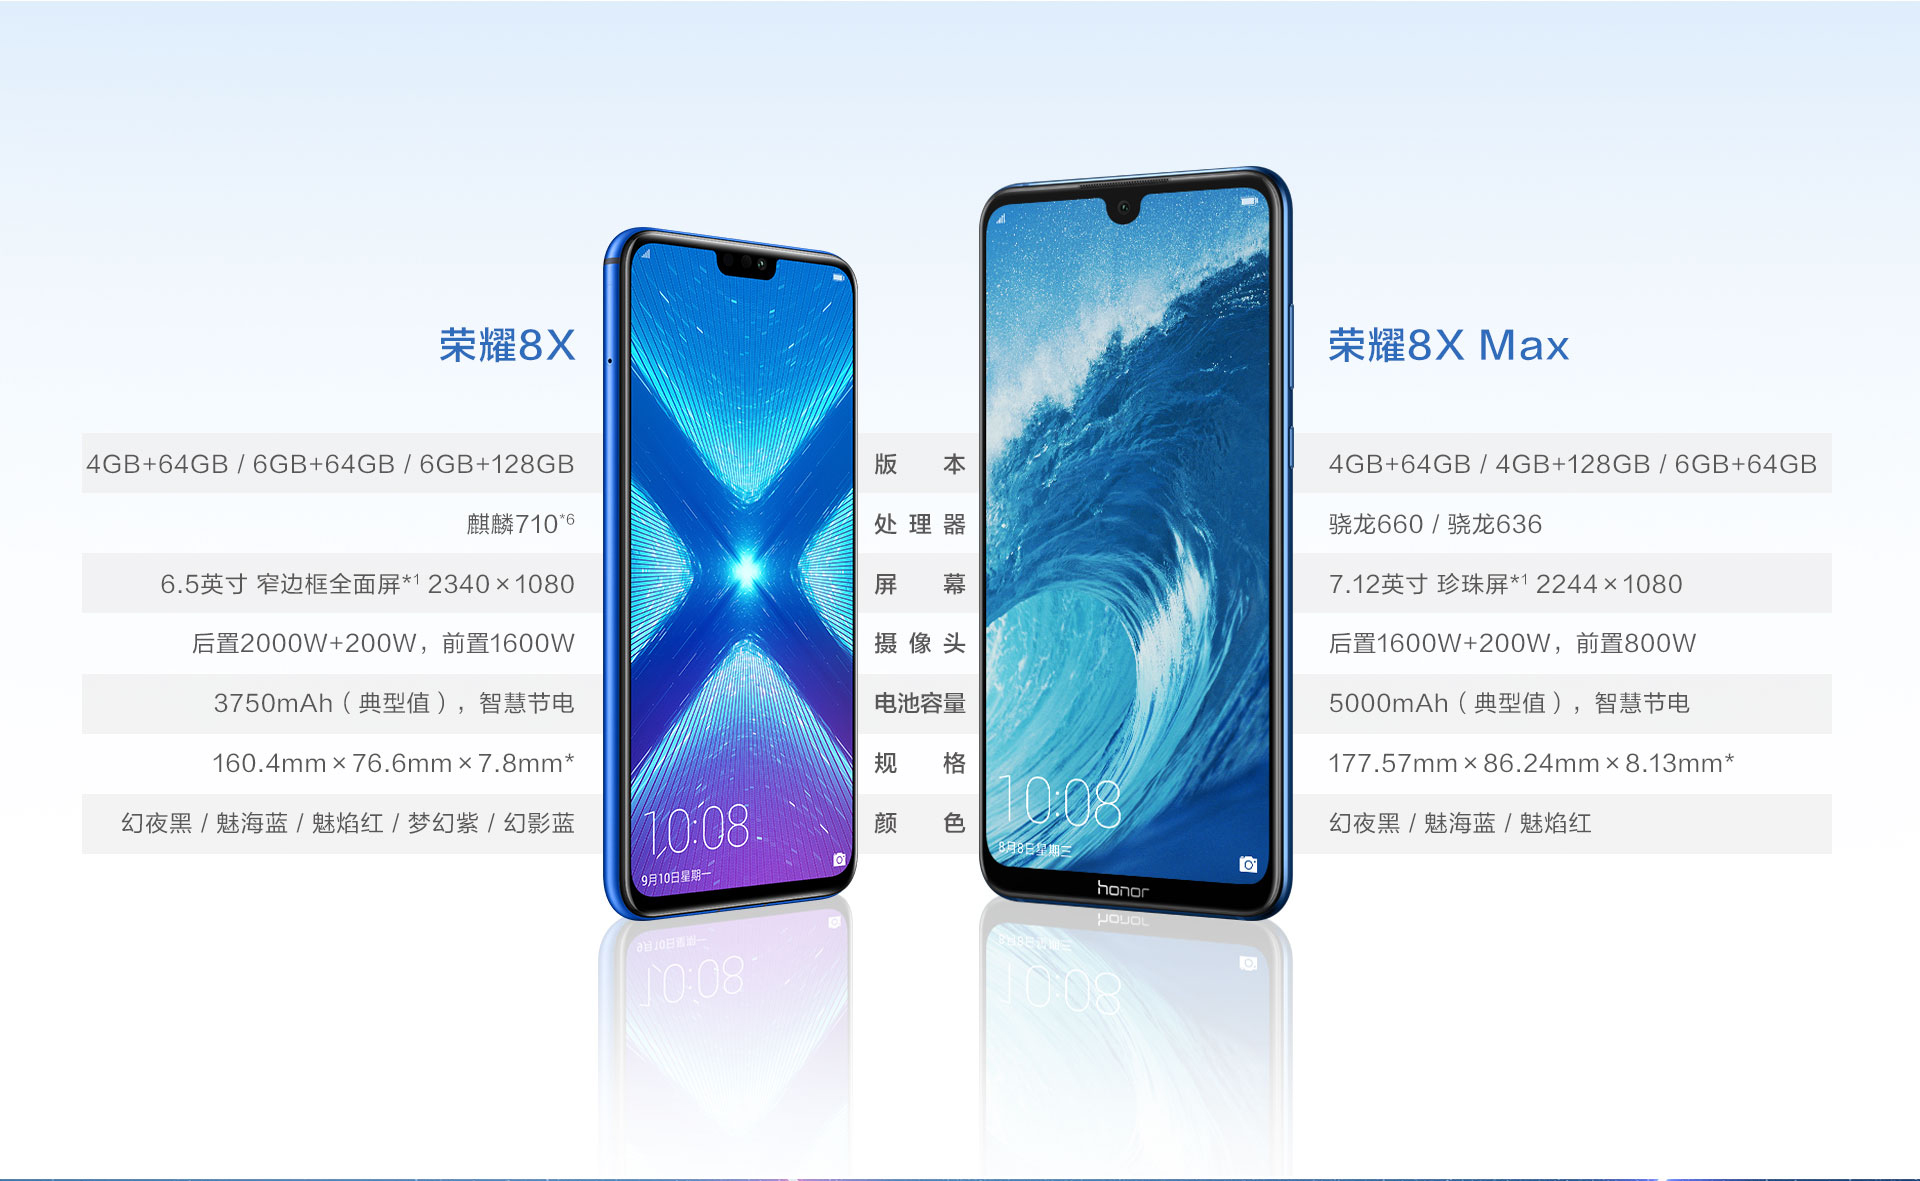 荣耀8X
荣耀8X Max
4GB+64GB / 6GB+64GB / 6GB+128GB
版本
4GB+64GB / 4GB+128GB / 6GB+64GB
麒麟710*6
处理器
骁龙660 / 骁龙636
6.5英寸 窄边框全面屏*1 2340×1080
屏幕
7.12英寸 珍珠屏*1 2244×1080
后置2000W+200W，前置1600W
摄像头
后置1600W+200W，前置800W
3750mAh（典型值），智慧节电
电池容量
5000mAh（典型值），智慧节电
160.4mm×76.6mm×7.8mm*
规格
177.57mm×86.24mm×8.13mm*
幻夜黑 / 魅海蓝 / 魅焰红 / 梦幻紫 / 幻影蓝
颜色
幻夜黑 / 魅海蓝 / 魅焰红
10:08
9月10日星期一
10:08
8月8日星期三
honor